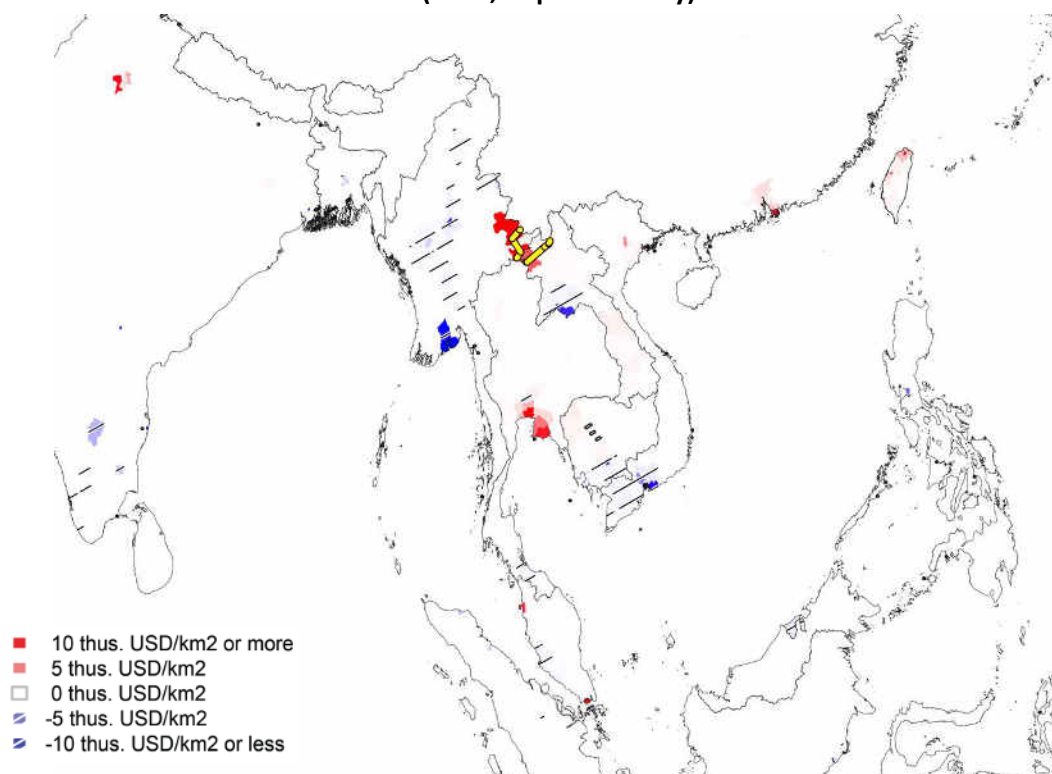 10 thus. USD/km2 or more
5 thus. USD/km2
0 thus. USD/km2
-5 thus. USD/km2
-10 thus. USD/km2 or less